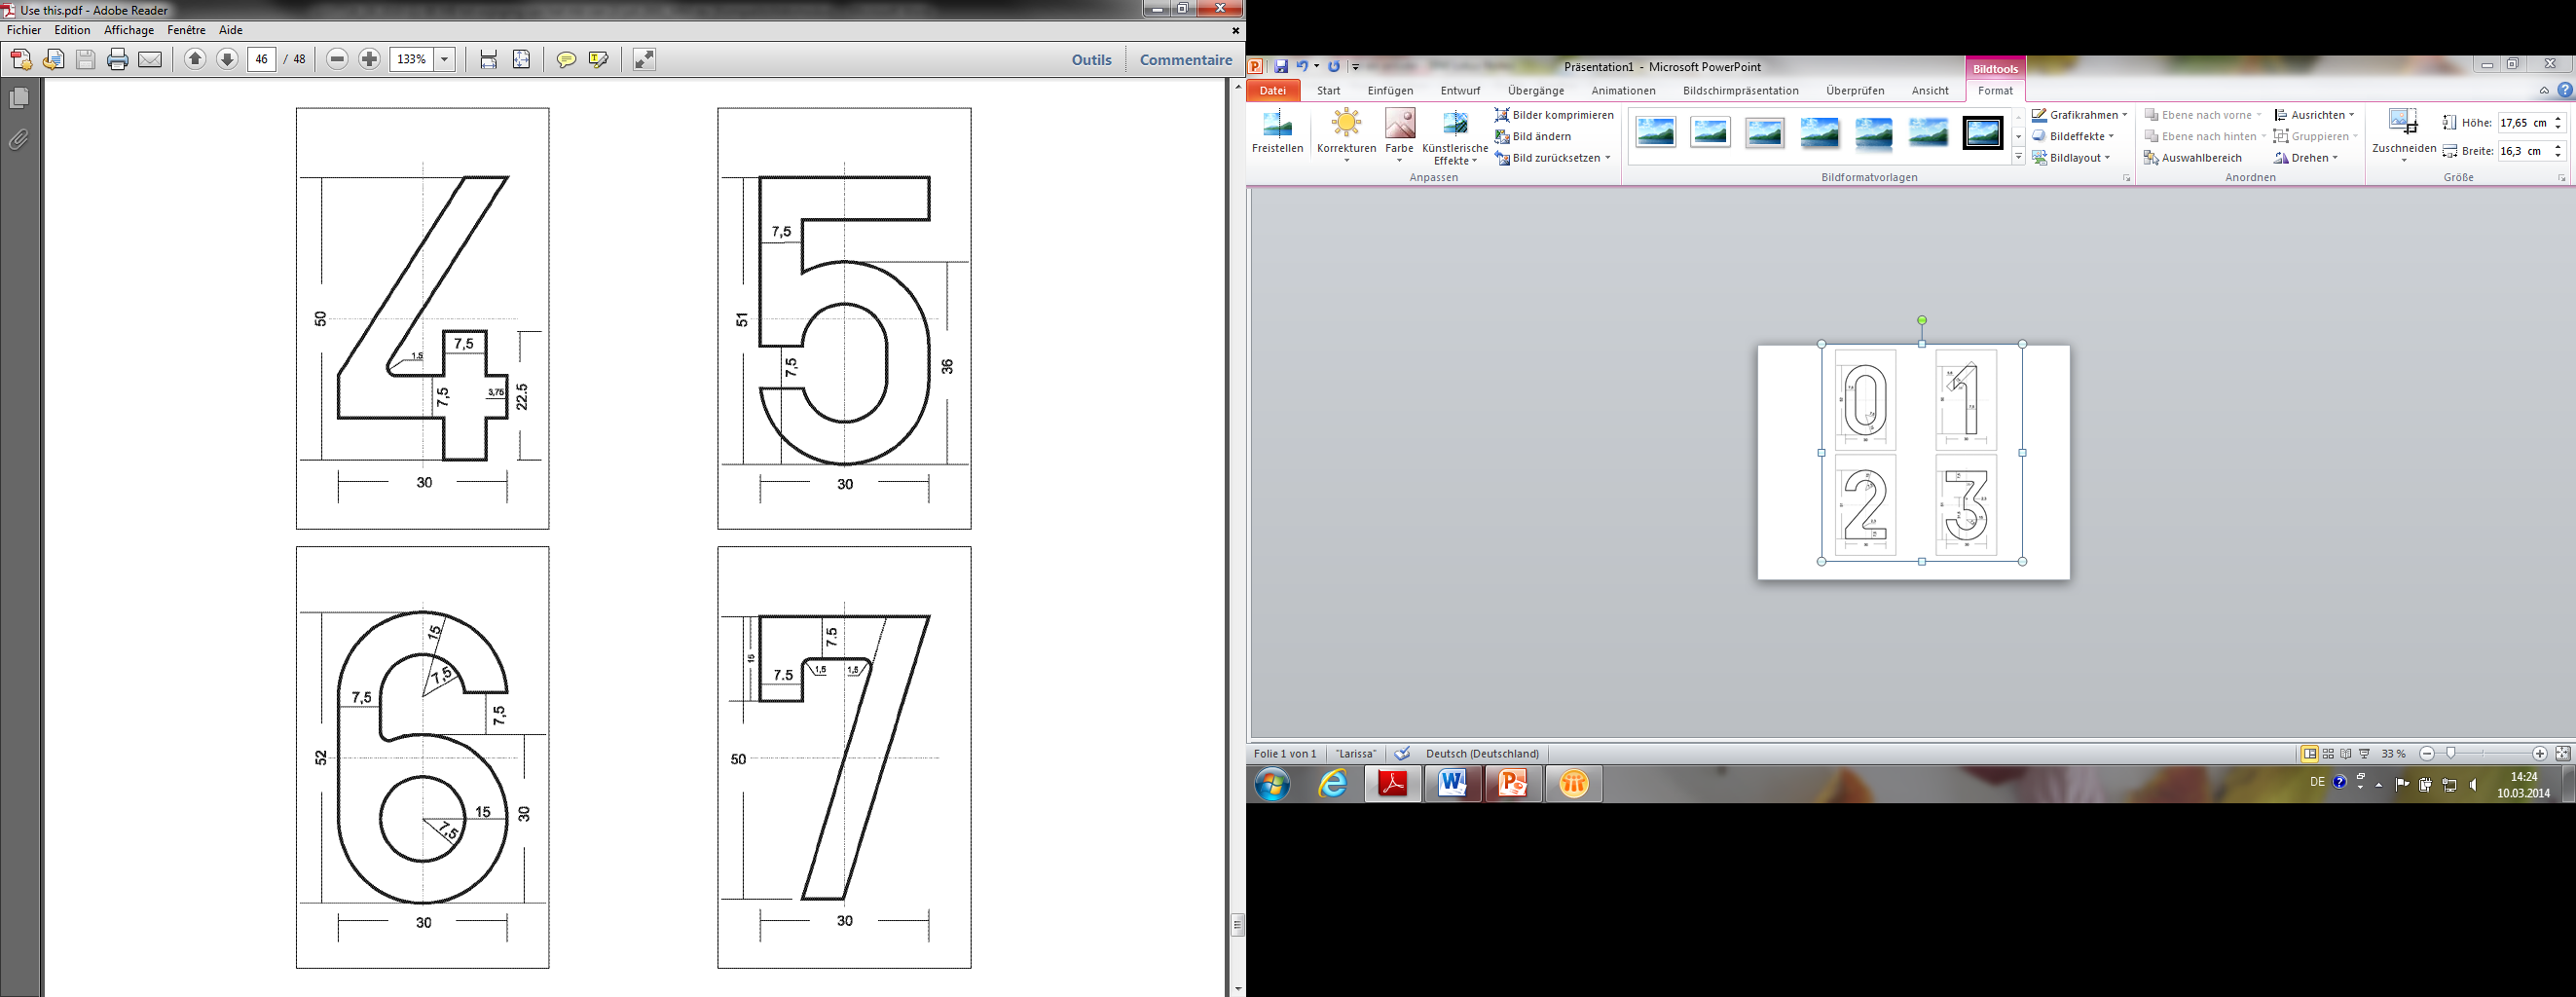 Use this.pdf - Adobe Reader
Fichier Edition Affichage Fenêtre Aide
46 / 48
133%
Outils Commentaire
50
1.5
7,5
7,5
3,75
22.5
30
7,5
51
7,5
36
30
15
7,5
7,5
7,5
52
15
7,5
30
30
15
7.5
7.5
1,5
1,5
50
30
Präsentation1 - Microsoft PowerPoint
Bildtools
Datei Start Einfügen Entwurf Übergänge Animationen Bildschirmpräsentation Überprüfen Ansicht Format
Freistellen
Korrekturen
Farbe
Künstlerische
Effekte
Bilder komprimieren
Bild ändern
Bild zurücksetzen
Anpassen
Bildformatvorlagen
Grafikrahmen
Bildeffekte
Bildlayout
Ebene nach vorne
Ebene nach hinten
Auswahlbereich
Ausrichten
Gruppieren
Drehen
Anordnen
Zuschneiden
Höhe: 17,65 cm
Breite: 16,3 cm
Größe
0 1
2 3
Folie 1 von 1 "Larissa" Deutsch (Deutschland) 33 %
DE
14:24
10.03.2014